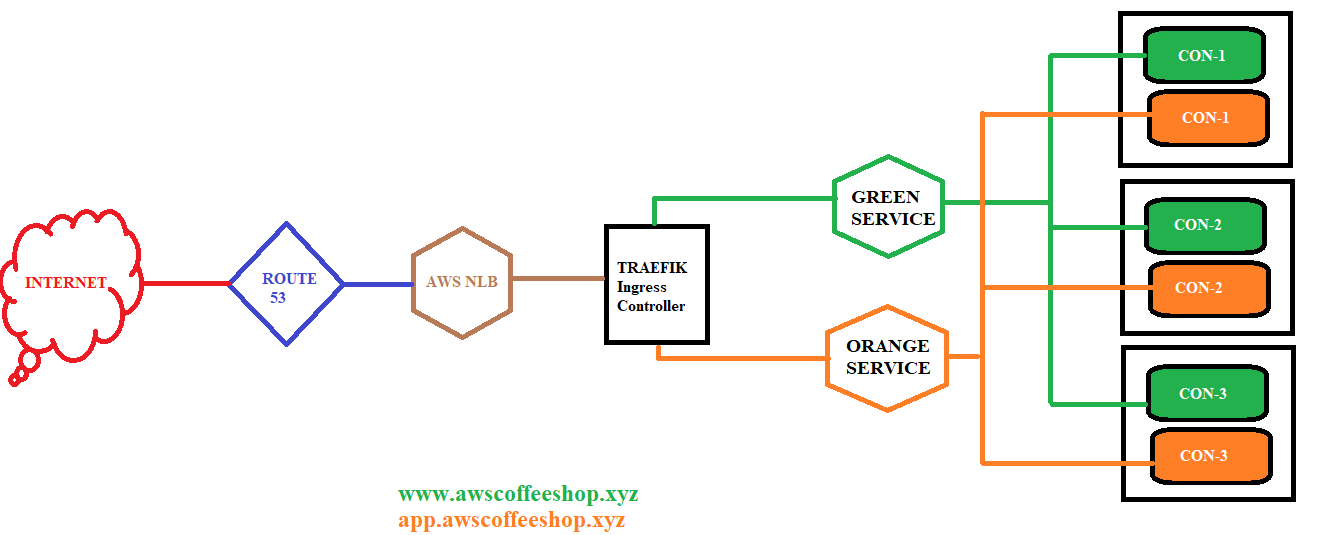 INTERNET
ROUTE
53
AWS NLB
TRAEFIK
Ingress
Controller
GREEN
SERVICE
ORANGE
SERVICE
CON-1
CON-1
CON-2
CON-2
CON-3
CON-3
www.awscoffeeshop.xyz
app.awscoffeeshop.xyz